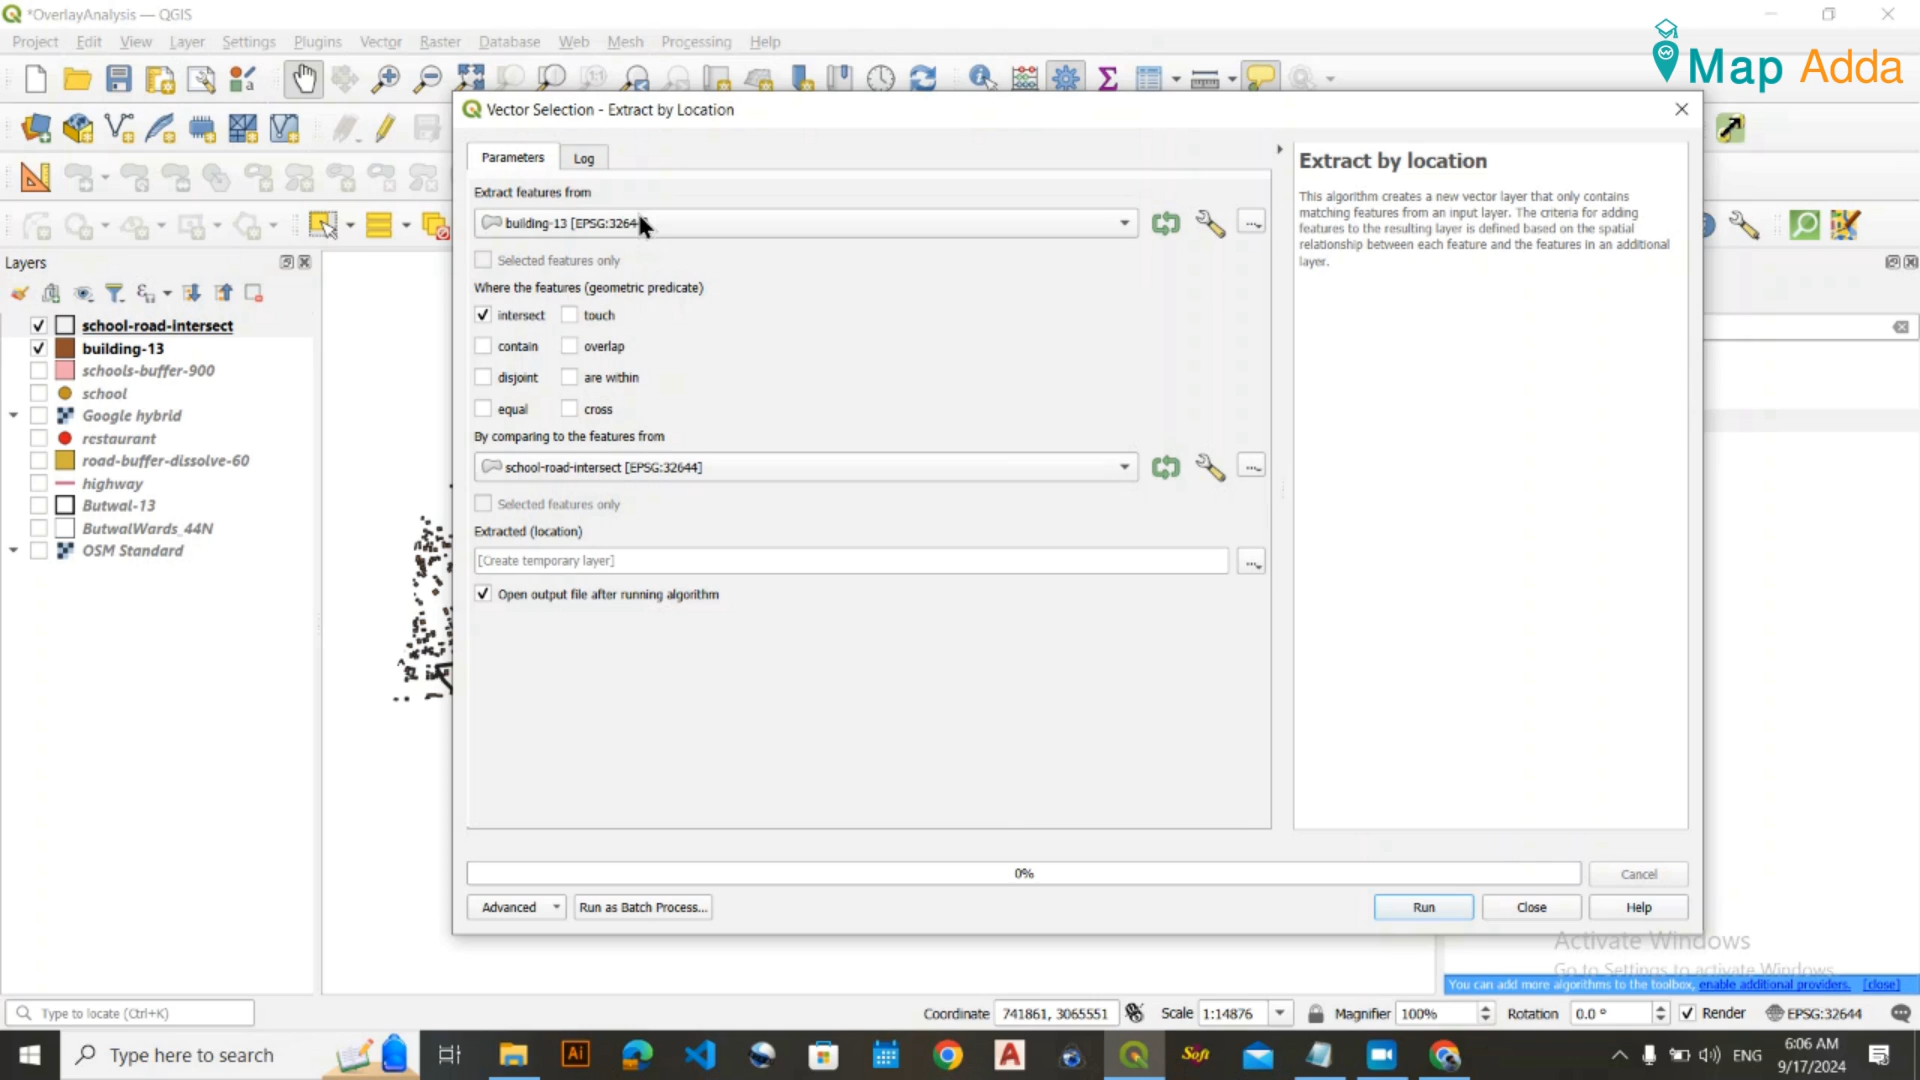 *OverlayAnalysis — QGIS
Project Edit View Layer Settings Plugins Vector Raster Database Web Mesh Processing Help
Map Adda
Vector Selection - Extract by Location
Parameters
Log
Extract features from
building-13 [EPSG:32644]
Selected features only
Where the features (geometric predicate)
intersect touch
contain overlap
disjoint are within
equal cross
By comparing to the features from
school-road-intersect [EPSG:32644]
Selected features only
Extracted (location)
[Create temporary layer]
Open output file after running algorithm
0%
Cancel
Advanced
Run as Batch Process...
Run
Close
Help
Extract by location
This algorithm creates a new vector layer that only contains
matching features from an input layer. The criteria for adding
features to the resulting layer is defined based on the spatial
relationship between each feature and the features in an additional
layer.
Layers
school-road-intersect
building-13
schools-buffer-900
school
Google hybrid
restaurant
road-buffer-dissolve-60
highway
Butwal-13
ButwalWards_44N
OSM Standard
Activate Windows
Go to Settings to activate Windows.
You can add more algorithms to the toolbox, enable additional providers. [close]
Type to locate (Ctrl+K)
Coordinate 741861, 3065551
Scale 1:14876
Magnifier 100%
Rotation 0.0 °
Render
EPSG:32644
Type here to search
Ai
A
Soft
ENG
6:06 AM
9/17/2024